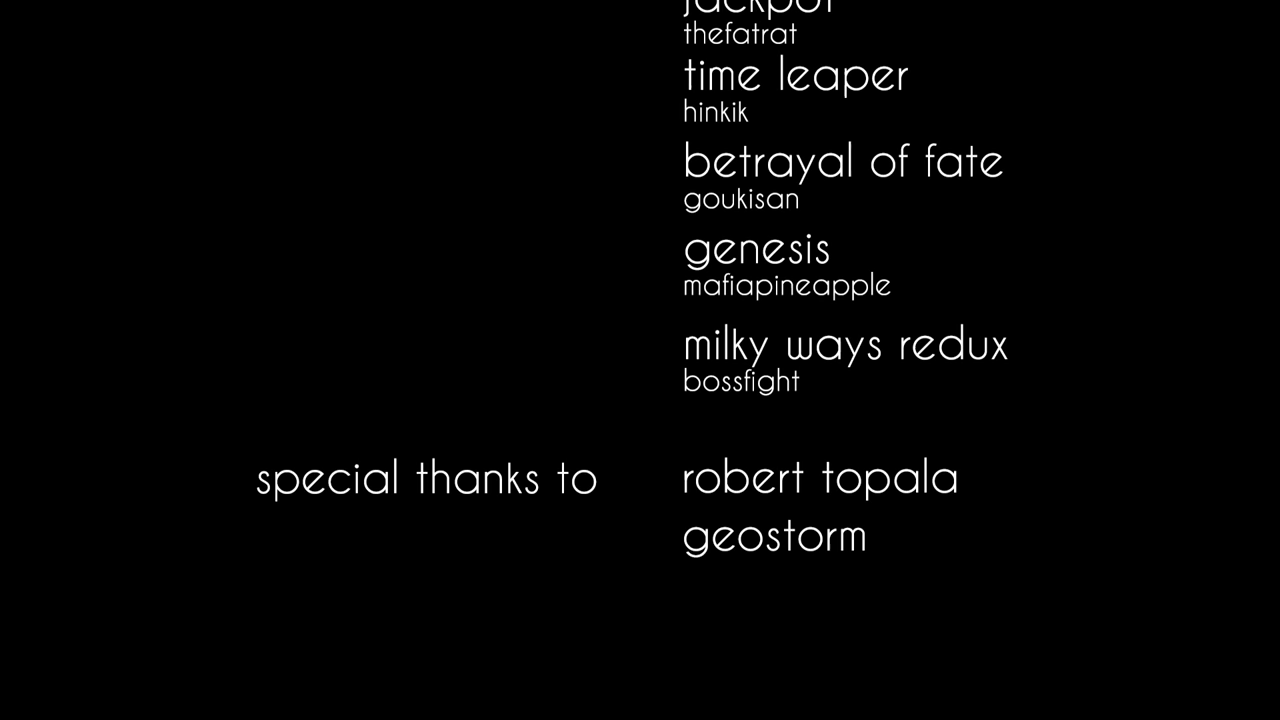 jackpot
thefatrat
time leaper
hinkik
betrayal of fate
goukisan
genesis
mafiapineapple
milky ways redux
bossfight
special thanks to robert topala
geostorm